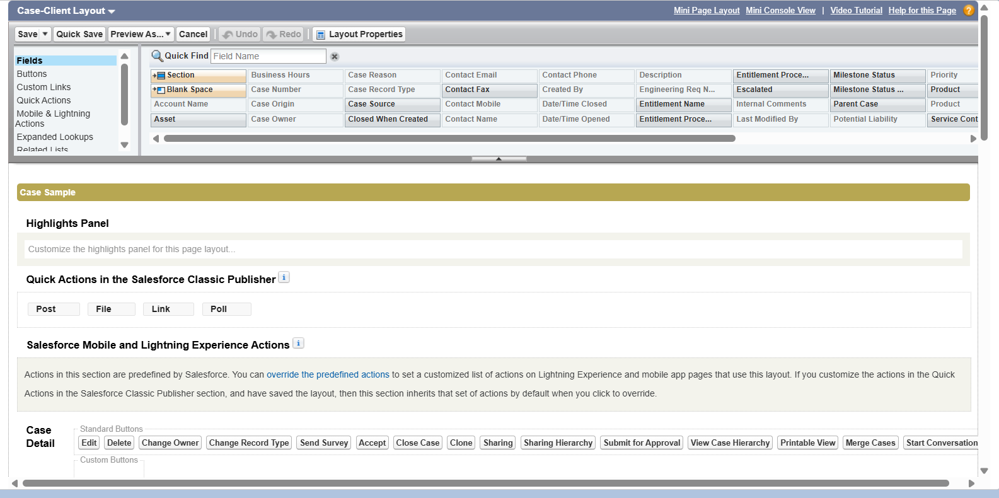 Case-Client Layout
Mini Page Layout Mini Console View | Video Tutorial Help for this Page ?
Save Quick Save Preview As... Cancel Undo Redo Layout Properties
Fields
Buttons
Custom Links
Quick Actions
Mobile & Lightning
Actions
Expanded Lookups
Related Lists
Quick Find Field Name
Section Business Hours Case Reason Contact Email Contact Phone Description Entitlement Proce... Milestone Status Priority
Blank Space Case Number Case Record Type Contact Fax Created By Engineering Req N... Escalated Milestone Status ... Product
Account Name Case Origin Case Source Contact Mobile Date/Time Closed Entitlement Name Internal Comments Parent Case Product
Asset Case Owner Closed When Created Contact Name Date/Time Opened Entitlement Proce... Last Modified By Potential Liability Service Cont
Case Sample
Highlights Panel
Customize the highlights panel for this page layout...
Quick Actions in the Salesforce Classic Publisher i
Post File Link Poll
Salesforce Mobile and Lightning Experience Actions i
Actions in this section are predefined by Salesforce. You can override the predefined actions to set a customized list of actions on Lightning Experience and mobile app pages that use this layout. If you customize the actions in the Quick
Actions in the Salesforce Classic Publisher section, and have saved the layout, then this section inherits that set of actions by default when you click to override.
Case
Detail
Standard Buttons
Edit Delete Change Owner Change Record Type Send Survey Accept Close Case Clone Sharing Sharing Hierarchy Submit for Approval View Case Hierarchy Printable View Merge Cases Start Conversation
Custom Buttons